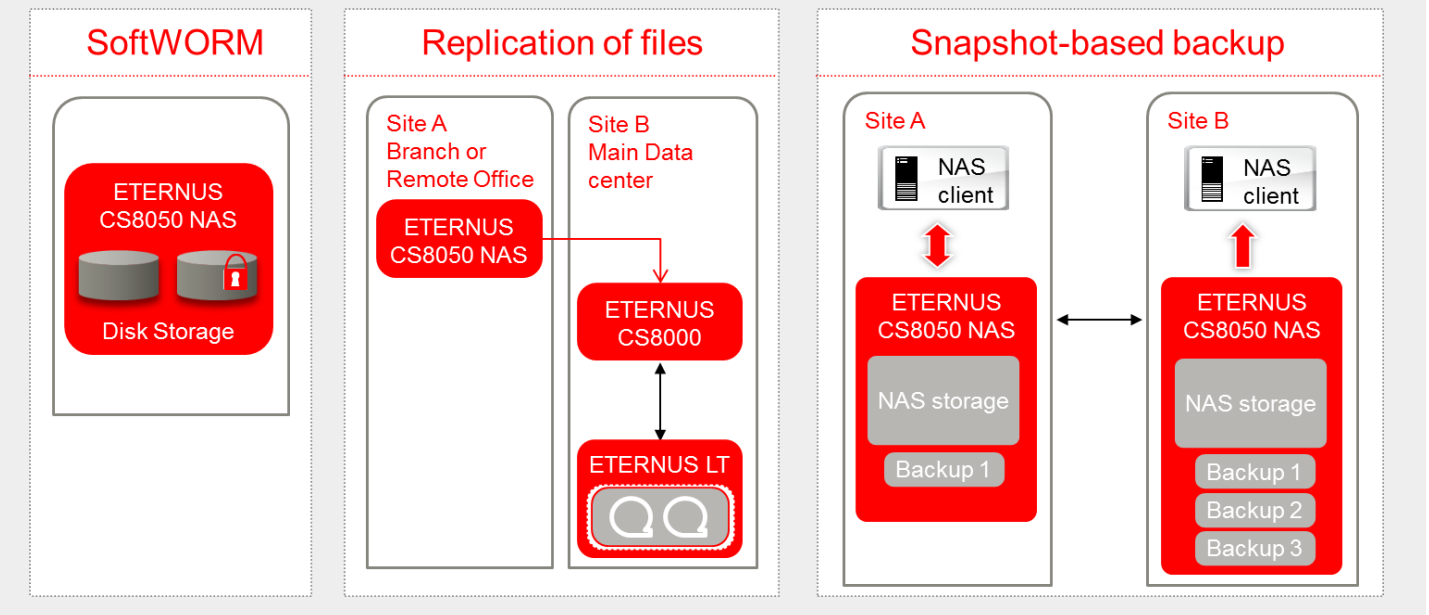 SoftWORM
ETERNUS
CS8050 NAS
Disk Storage
Replication of files
Site A
Branch or
Remote Office
ETERNUS
CS8050 NAS
Site B
Main Data
center
ETERNUS
CS8000
ETERNUS LT
Snapshot-based backup
Site A
NAS
client
ETERNUS
CS8050 NAS
NAS storage
Backup 1
Site B
NAS
client
ETERNUS
CS8050 NAS
NAS storage
Backup 1
Backup 2
Backup 3